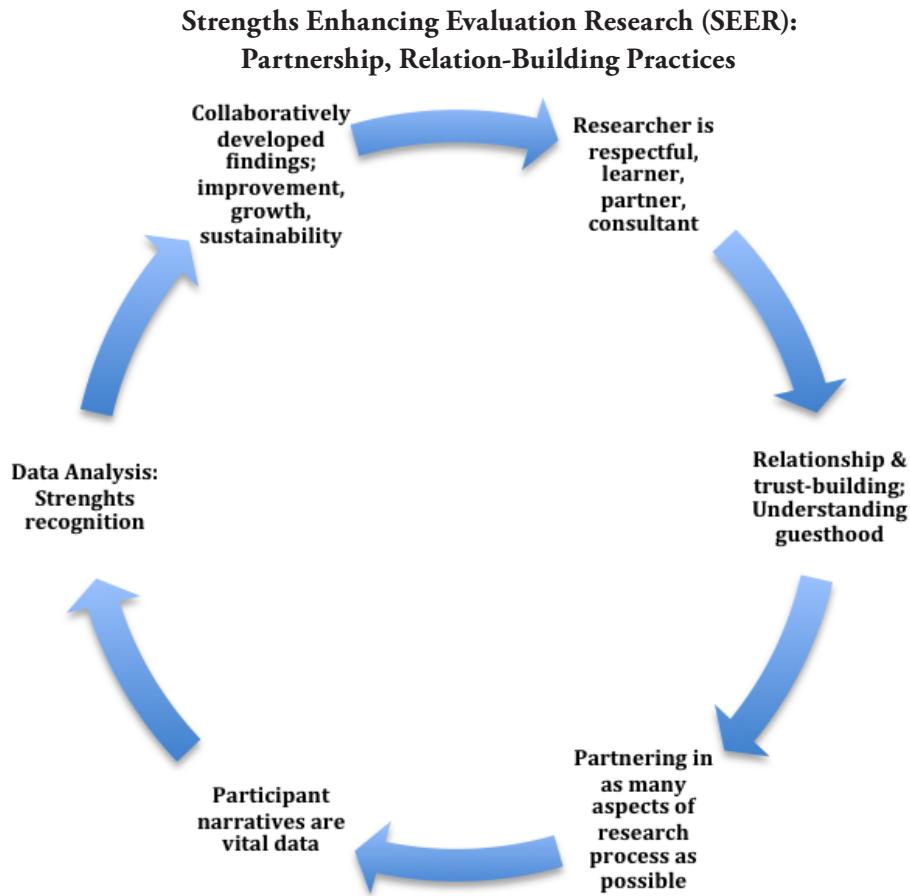 Strengths Enhancing Evaluation Research (SEER):
Partnership, Relation-Building Practices
Collaboratively
developed
findings;
improvement,
growth,
sustainability
Researcher is
respectful,
learner,
partner,
consultant
Relationship &
trust-building;
Understanding
guesthood
Partnering in
as many
aspects of
research
process as
possible
Participant
narratives are
vital data
Data Analysis:
Strenghts
recognition